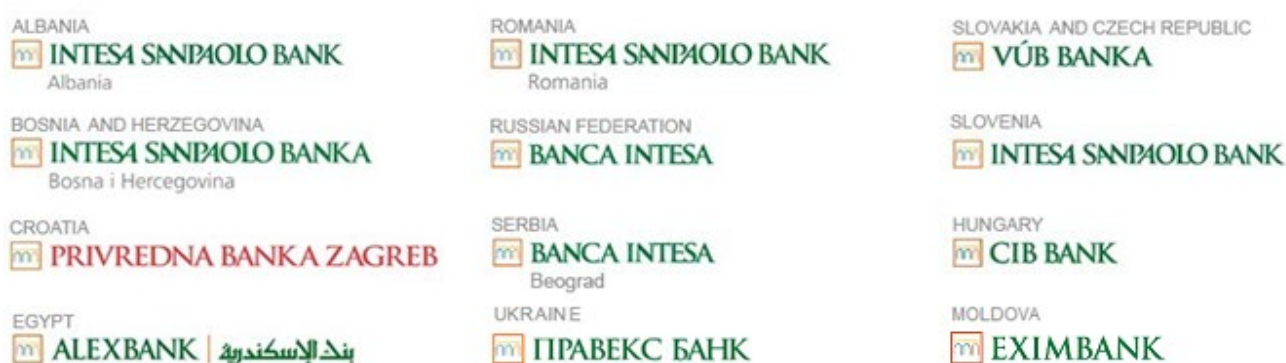 ALBANIA
INTESA SANPAOLO BANK
Albania
BOSNIA AND HERZEGOVINA
INTESA SANPAOLO BANKA
Bosna i Hercegovina
CROATIA
PRIVREDNA BANKA ZAGREB
EGYPT
ALEXBANK | بنك الإسكندرية
ROMANIA
INTESA SANPAOLO BANK
Romania
RUSSIAN FEDERATION
BANCA INTESA
SERBIA
BANCA INTESA
Beograd
UKRAINE
ПРАВЕКС БАНК
SLOVAKIA AND CZECH REPUBLIC
VÚB BANKA
SLOVENIA
INTESA SANPAOLO BANK
HUNGARY
CIB BANK
MOLDOVA
EXIMBANK